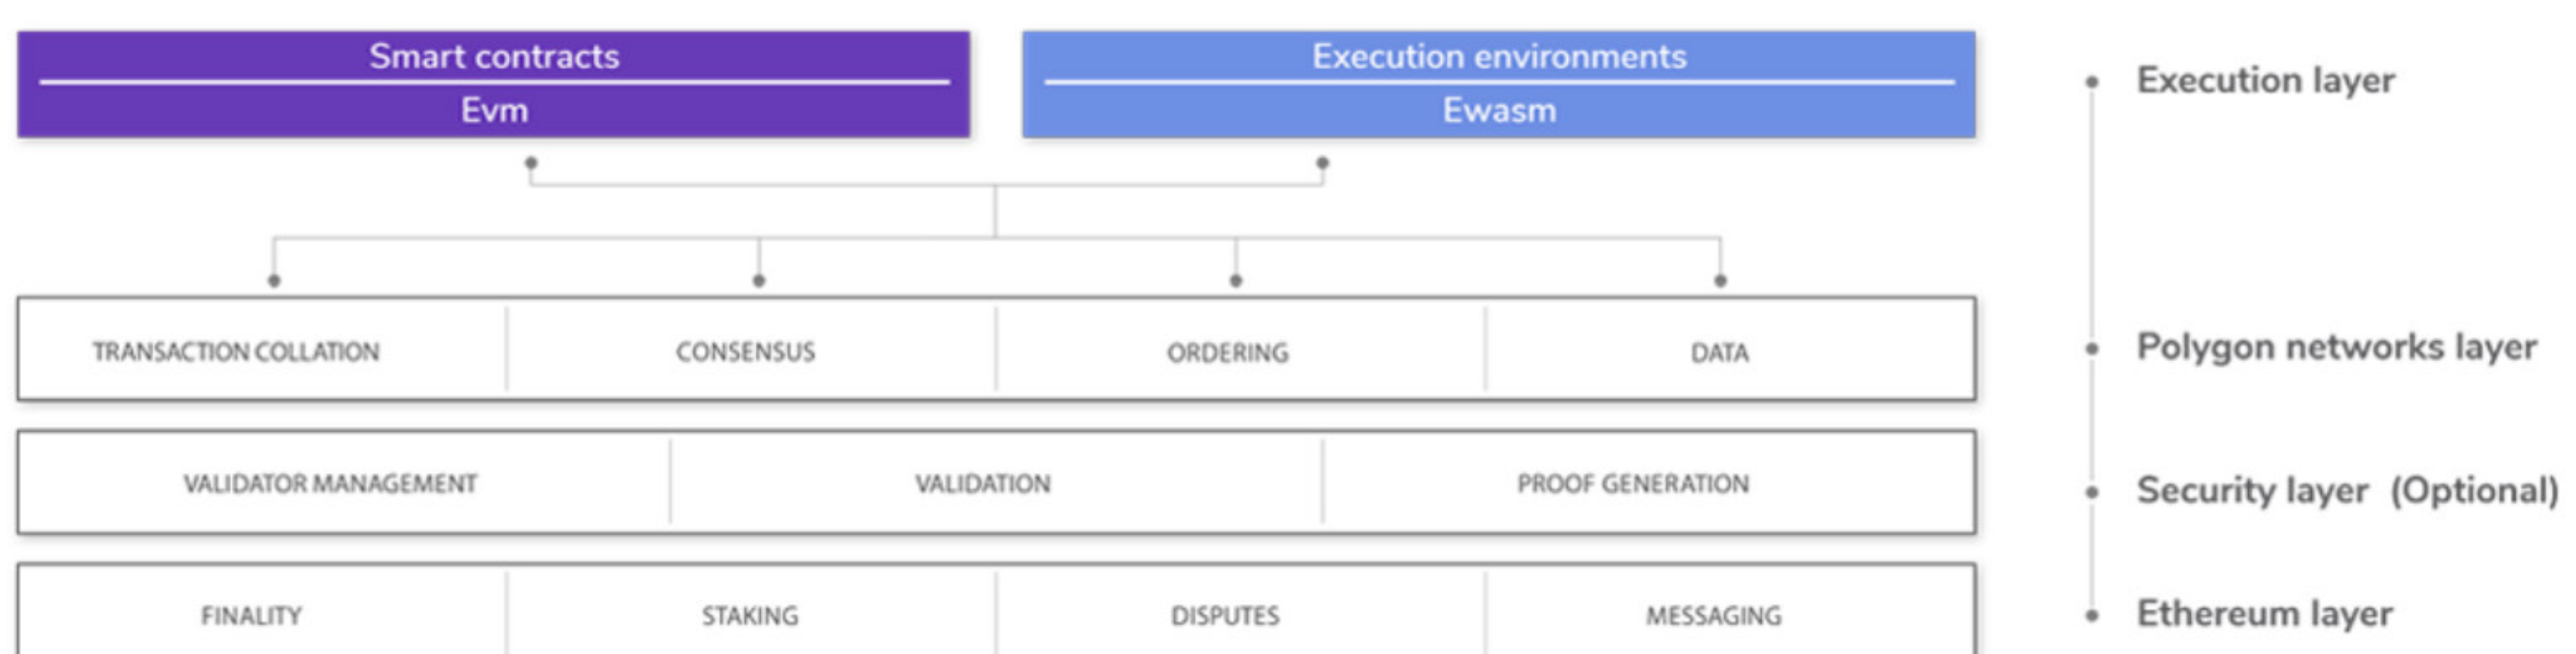 Smart contracts
Evm
Execution environments
Ewasm
Execution layer
TRANSACTION COLLATION
CONSENSUS
ORDERING
DATA
Polygon networks layer
VALIDATOR MANAGEMENT
VALIDATION
PROOF GENERATION
Security layer (Optional)
FINALITY
STAKING
DISPUTES
MESSAGING
Ethereum layer